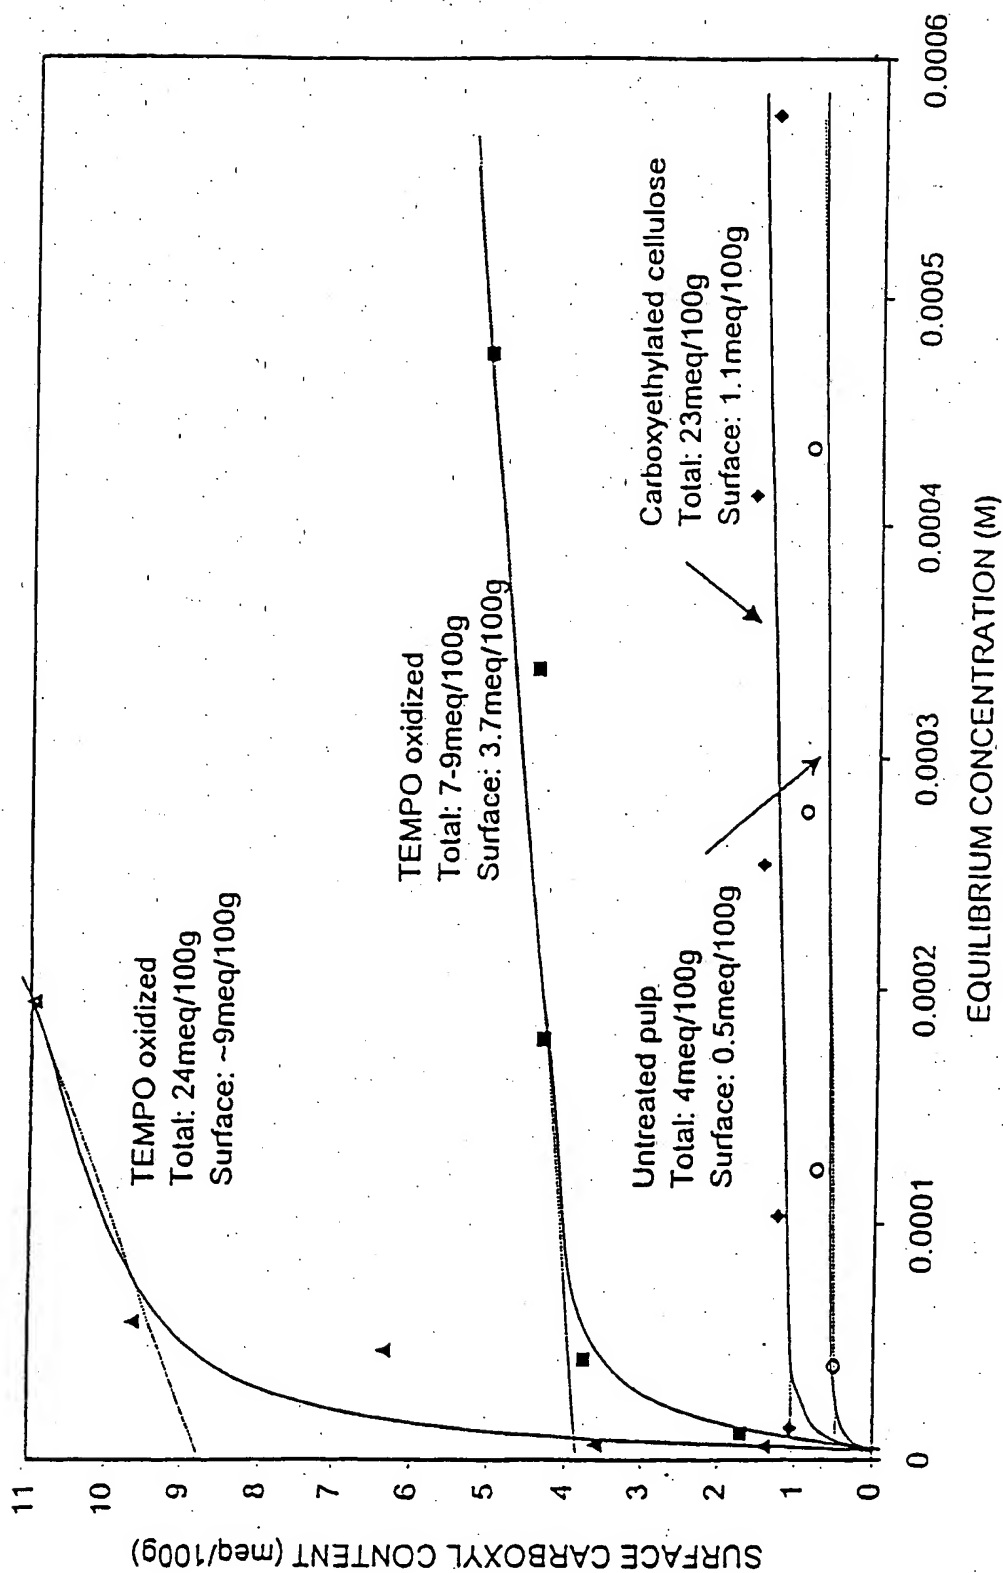 SURFACE CARBOXYL CONTENT (meq/100g)
11
10
9
8
7
6
5
4
3
2
1
0
TEMPO oxidized
Total: 24meq/100g
Surface: ~9meq/100g
TEMPO oxidized
Total: 7-9meq/100g
Surface: 3.7meq/100g
Untreated pulp
Total: 4meq/100g
Surface: 0.5meq/100g
Carboxyethylated cellulose
Total: 23meq/100g
Surface: 1.1meq/100g
0
0.0001
0.0002
0.0003
0.0004
0.0005
0.0006
EQUILIBRIUM CONCENTRATION (M)